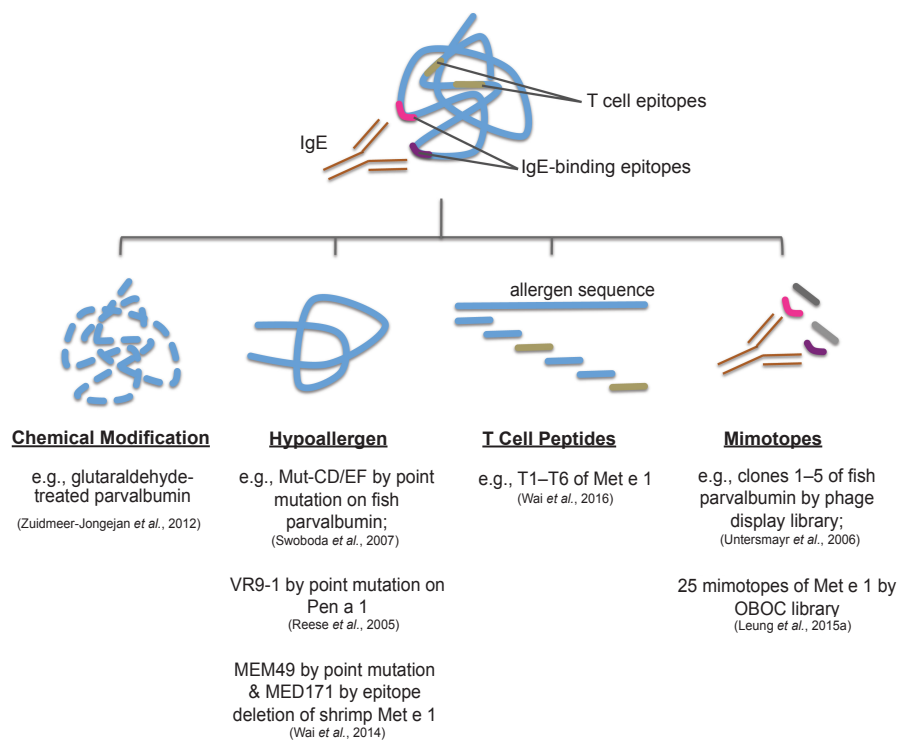 T cell epitopes
IgE
IgE-binding epitopes
allergen sequence
Chemical Modification
e.g., glutaraldehyde-
treated parvalbumin
(Zuidmeer-Jongejan et al., 2012)
Hypoallergen
e.g., Mut-CD/EF by point
mutation on fish
parvalbumin;
(Swoboda et al., 2007)
VR9-1 by point mutation on
Pen a 1
(Reese et al., 2005)
MEM49 by point mutation
& MED171 by epitope
deletion of shrimp Met e 1
(Wai et al., 2014)
T Cell Peptides
e.g., T1–T6 of Met e 1
(Wai et al., 2016)
Mimotopes
e.g., clones 1–5 of fish
parvalbumin by phage
display library;
(Untersmayr et al., 2006)
25 mimotopes of Met e 1 by
OBOC library
(Leung et al., 2015a)